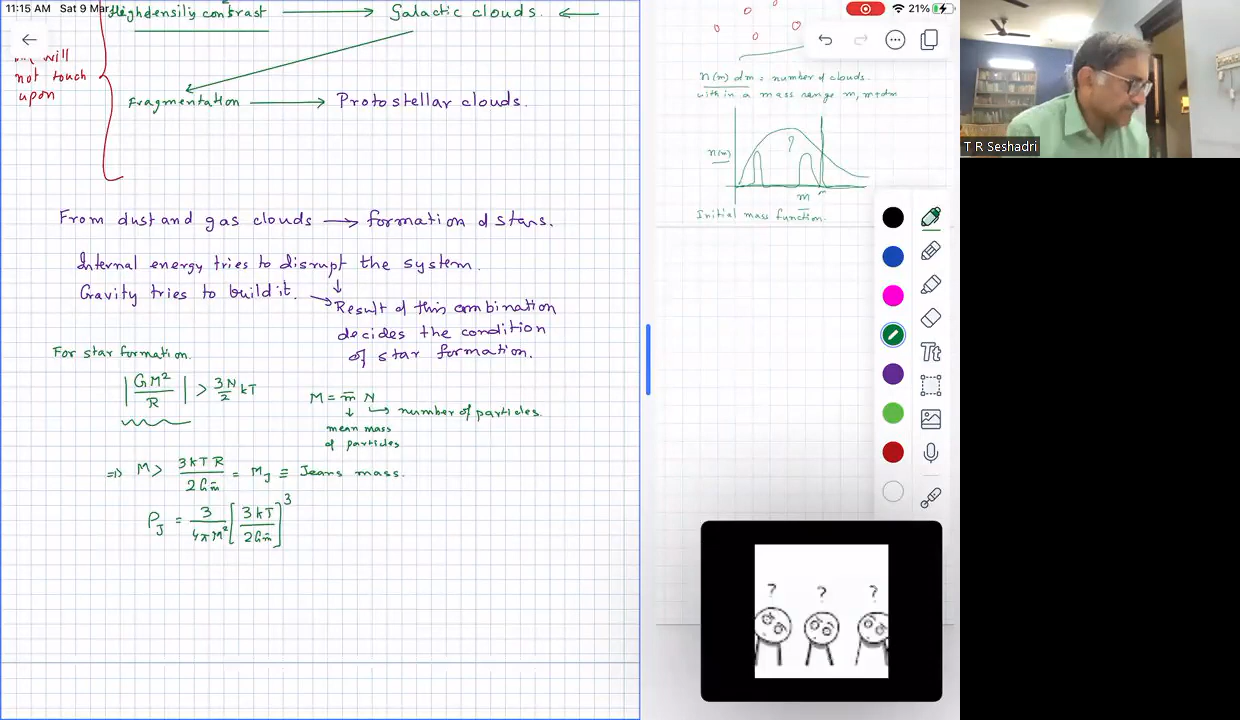 11:15 AM Sat 9 Mar
High density contrast → Galactic clouds. ←
will
not touch
upon
Fragmentation → Protostellar clouds.
From dust and gas clouds → formation of stars.
Internal energy tries to disrupt the system.
Gravity tries to build it. → Result of this combination
decides the condition
of star formation.
For star formation.
|GM²/R| > 3N/2 kT
M = m̄ N
→ number of particles.
mean mass
of particles
⇒ M > 3kTR/2Gm̄ = M_J ≡ Jeans mass.
ρ_J = 3/4πM² [3kT/2Gm̄]³
21%
n(m) dm = number of clouds
with in a mass range m, m+dm
n(m)
?
m
Initial mass function.
Tt
? ? ?
T R Seshadri